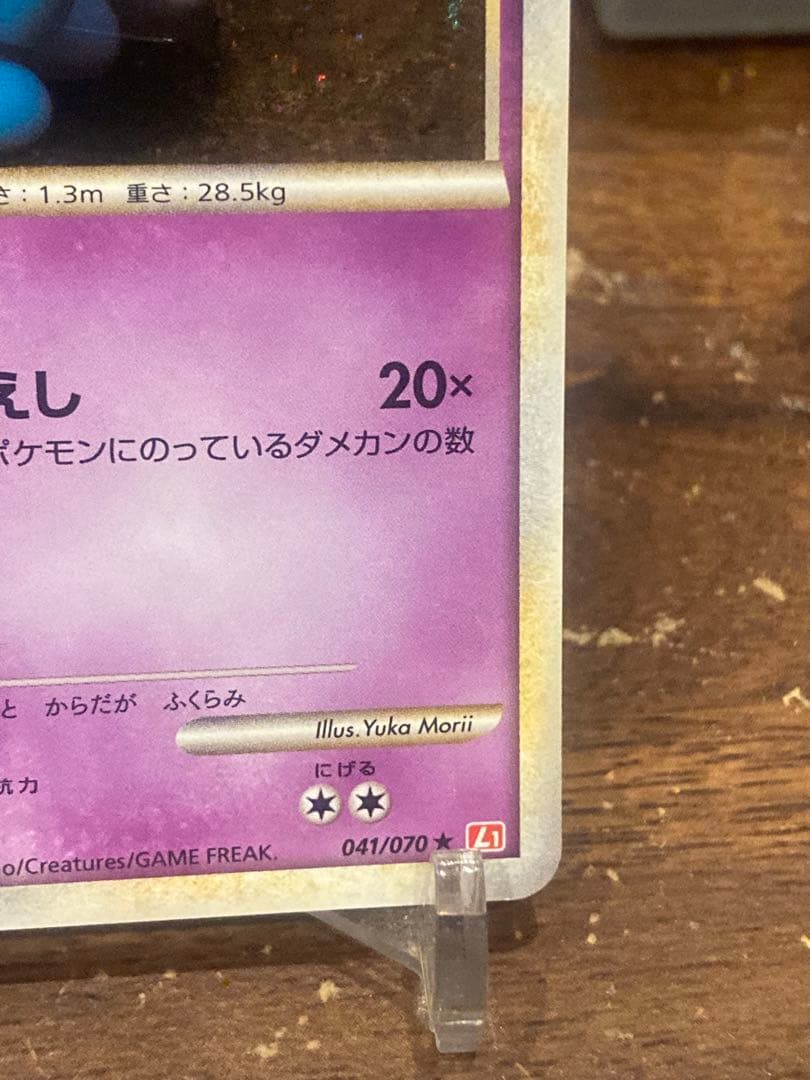 さ：1.3m 重さ：28.5kg
えし 20×
ポケモンにのっているダメカンの数
と からだが ふくらみ
Illus. Yuka Morii
抗力
にげる
041/070 ★ L1
o/Creatures/GAME FREAK.